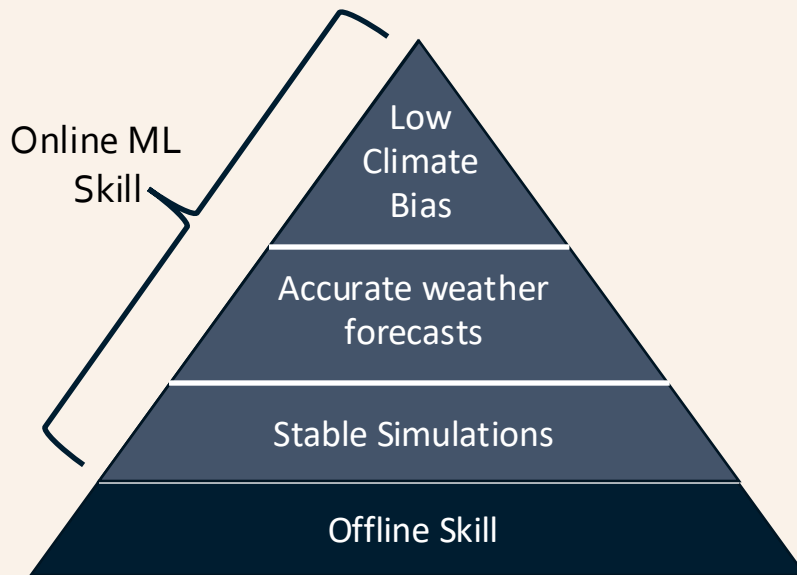 Online ML
Skill
Low
Climate
Bias
Accurate weather
forecasts
Stable Simulations
Offline Skill